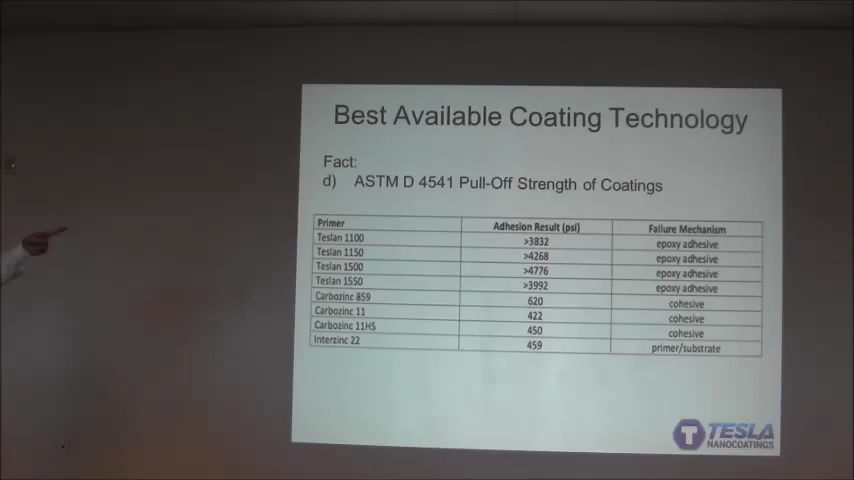 Best Available Coating Technology
Fact:
d) ASTM D 4541 Pull-Off Strength of Coatings
Primer Adhesion Result (psi) Failure Mechanism
Teslan 1100 >3832 epoxy adhesive
Teslan 1150 >4268 epoxy adhesive
Teslan 1500 >4776 epoxy adhesive
Teslan 1550 >3992 epoxy adhesive
Carbozinc 859 620 cohesive
Carbozinc 11 422 cohesive
Carbozinc 11HS 450 cohesive
Interzinc 22 459 primer/substrate
T TESLA
NANOCOATINGS